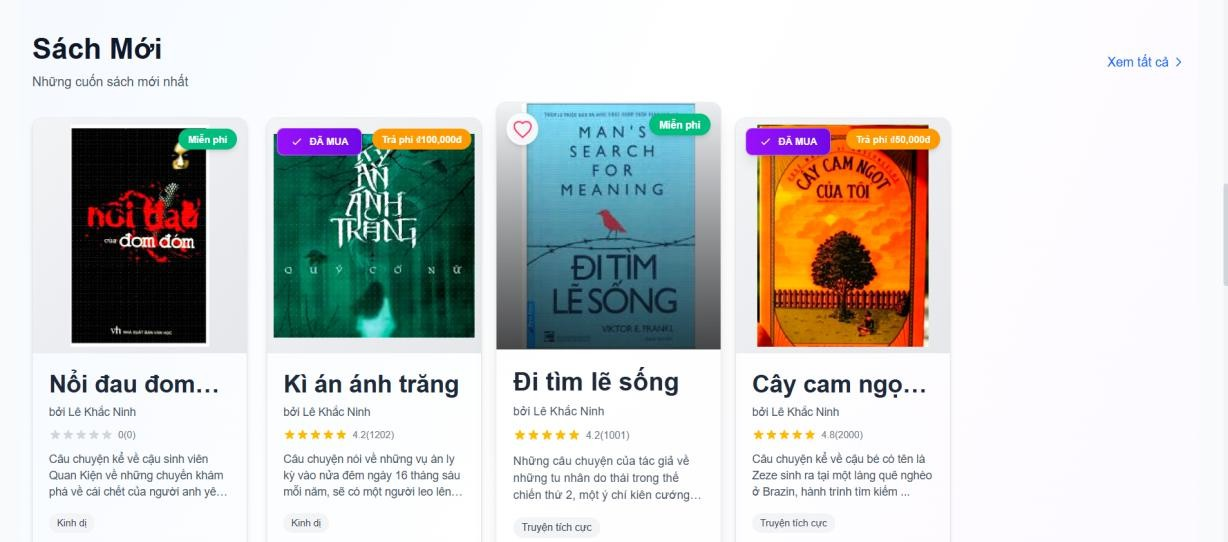 Sách Mới
Những cuốn sách mới nhất
Xem tất cả
Miễn phí
nỗi đau
của đom đóm
vh NHÀ XUẤT BẢN VĂN HỌC
Nổi đau đom...
bởi Lê Khắc Ninh
0(0)
Câu chuyện kể về cậu sinh viên
Quan Kiện về những chuyến khám
phá về cái chết của người anh yê...
Kinh dị
ĐÃ MUA
Trả phí ₫100,000đ
KỲ
ÁN
ÁNH
TRĂNG
QUỶ CỔ NỮ
Kì án ánh trăng
bởi Lê Khắc Ninh
4.2(1202)
Câu chuyện nói về những vụ án ly
kỳ vào nửa đêm ngày 16 tháng sáu
mỗi năm, sẽ có một người leo lên...
Kinh dị
Miễn phí
MAN'S
SEARCH
FOR
MEANING
ĐI TÌM
LẼ SỐNG
VIKTOR E. FRANKL
Đi tìm lẽ sống
bởi Lê Khắc Ninh
4.2(1001)
Những câu chuyện của tác giả về
những tu nhân do thái trong thế
chiến thứ 2, một ý chí kiên cường...
Truyện tích cực
ĐÃ MUA
Trả phí ₫50,000đ
CÂY CAM NGỌT
CỦA TÔI
Cây cam ngọ...
bởi Lê Khắc Ninh
4.8(2000)
Câu chuyện kể về cậu bé có tên là
Zeze sinh ra tại một làng quê nghèo
ở Brazin, hành trình tìm kiếm ...
Truyện tích cực